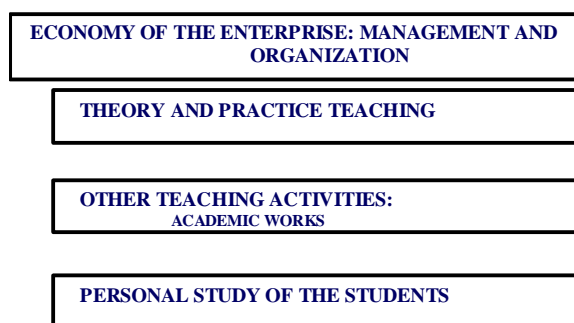 ECONOMY OF THE ENTERPRISE: MANAGEMENT AND
ORGANIZATION
THEORY AND PRACTICE TEACHING
OTHER TEACHING ACTIVITIES:
ACADEMIC WORKS
PERSONAL STUDY OF THE STUDENTS